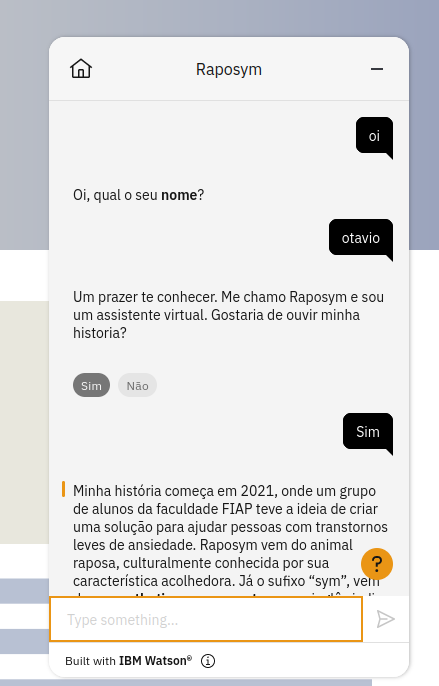 Raposym
oi
Oi, qual o seu nome?
otavio
Um prazer te conhecer. Me chamo Raposym e sou
um assistente virtual. Gostaria de ouvir minha
historia?
Sim Não
Sim
Minha história começa em 2021, onde um grupo
de alunos da faculdade FIAP teve a ideia de criar
uma solução para ajudar pessoas com transtornos
leves de ansiedade. Raposym vem do animal
raposa, culturalmente conhecida por sua
?
característica acolhedora. Já o sufixo “sym”, vem
Type something...
Built with IBM Watson®